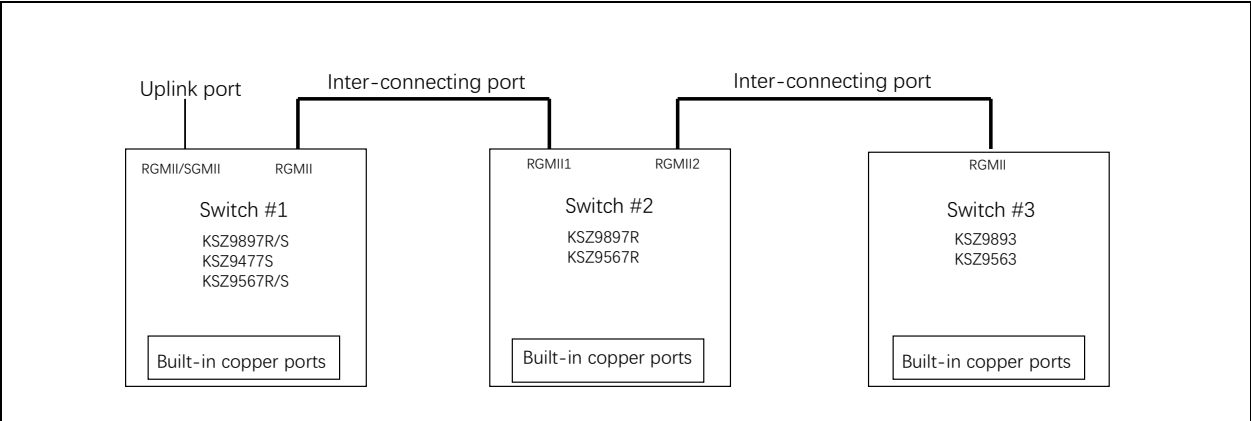 Uplink port
Inter-connecting port
Inter-connecting port
RGMII/SGMII
RGMII
Switch #1
KSZ9897R/S
KSZ9477S
KSZ9567R/S
Built-in copper ports
RGMII1
RGMII2
Switch #2
KSZ9897R
KSZ9567R
Built-in copper ports
RGMII
Switch #3
KSZ9893
KSZ9563
Built-in copper ports